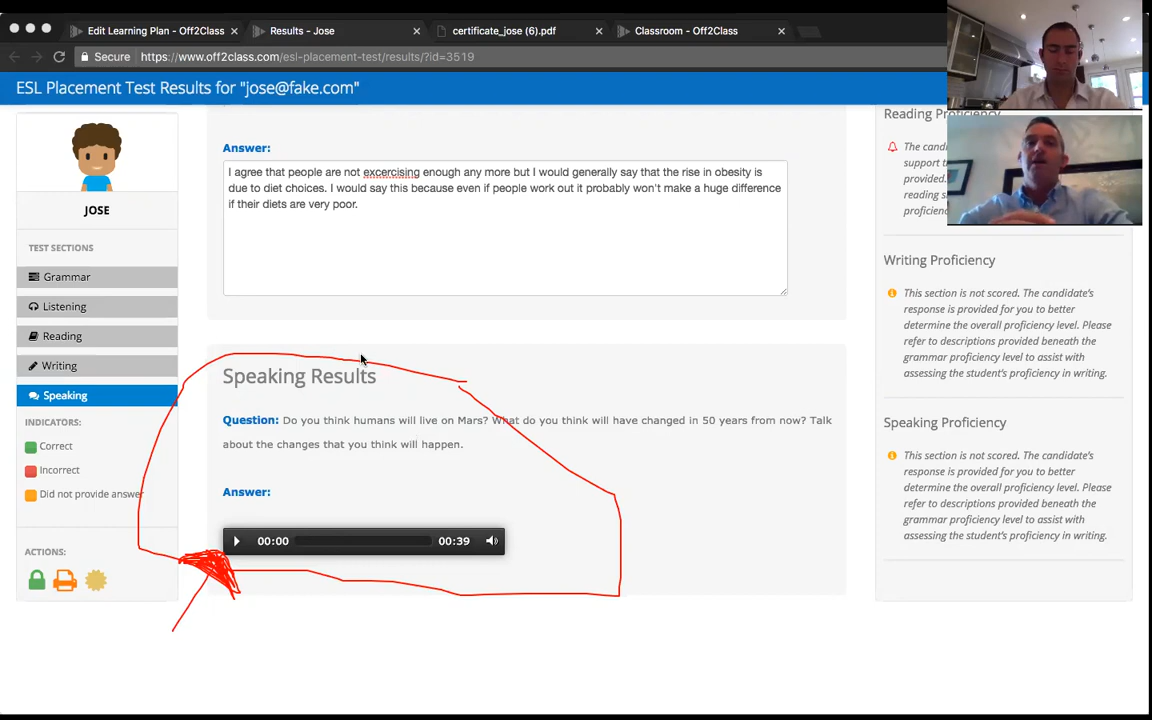 Edit Learning Plan - Off2Class
Results - Jose
certificate_jose (6).pdf
Classroom - Off2Class
Secure
https://www.off2class.com/esl-placement-test/results/?id=3519
ESL Placement Test Results for "jose@fake.com"
JOSE
TEST SECTIONS
Grammar
Listening
Reading
Writing
Speaking
INDICATORS:
Correct
Incorrect
Did not provide answer
ACTIONS:
Answer:
I agree that people are not excercising enough any more but I would generally say that the rise in obesity is
due to diet choices. I would say this because even if people work out it probably won't make a huge difference
if their diets are very poor.
Speaking Results
Question: Do you think humans will live on Mars? What do you think will have changed in 50 years from now? Talk
about the changes that you think will happen.
Answer:
00:00
00:39
Reading Proficiency
The cand
support t
provided.
reading s
proficienc
Writing Proficiency
This section is not scored. The candidate's
response is provided for you to better
determine the overall proficiency level. Please
refer to descriptions provided beneath the
grammar proficiency level to assist with
assessing the student's proficiency in writing.
Speaking Proficiency
This section is not scored. The candidate's
response is provided for you to better
determine the overall proficiency level. Please
refer to descriptions provided beneath the
grammar proficiency level to assist with
assessing the student's proficiency in writing.